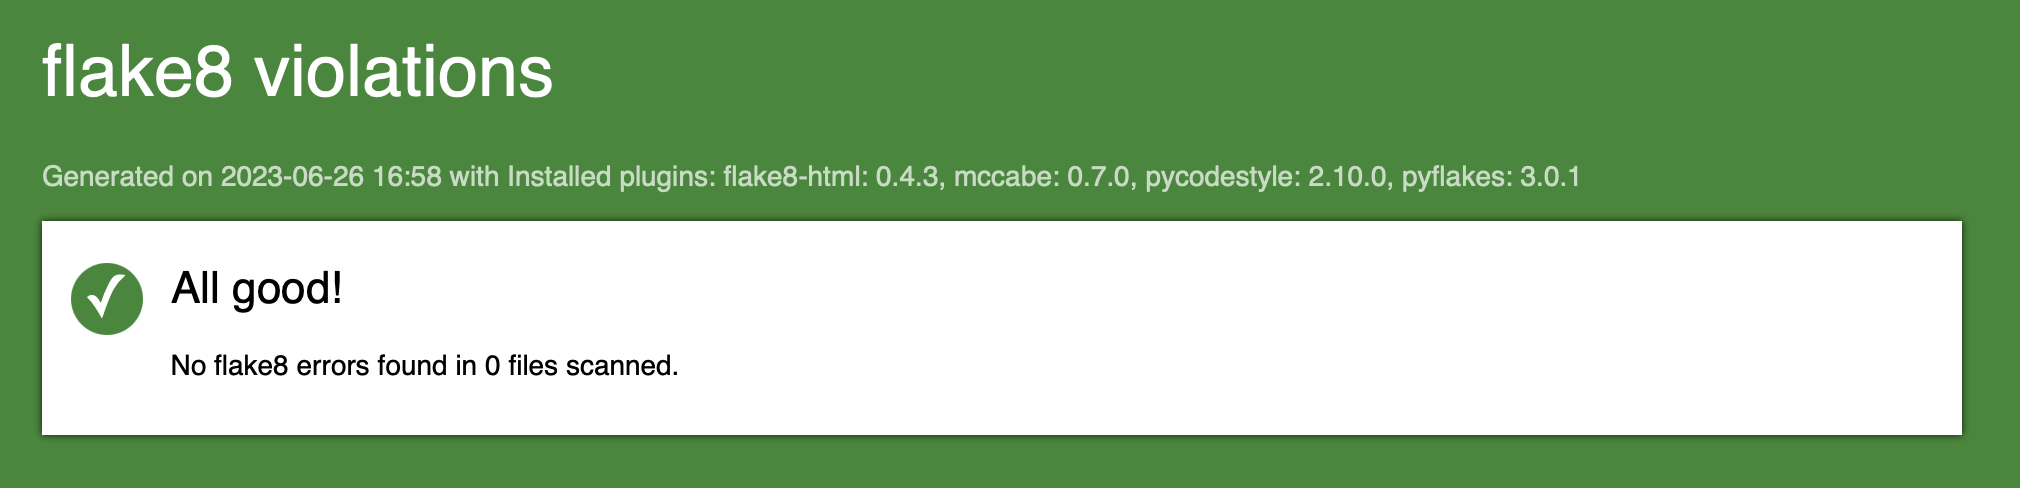 flake8 violations
Generated on 2023-06-26 16:58 with Installed plugins: flake8-html: 0.4.3, mccabe: 0.7.0, pycodestyle: 2.10.0, pyflakes: 3.0.1
All good!
No flake8 errors found in 0 files scanned.